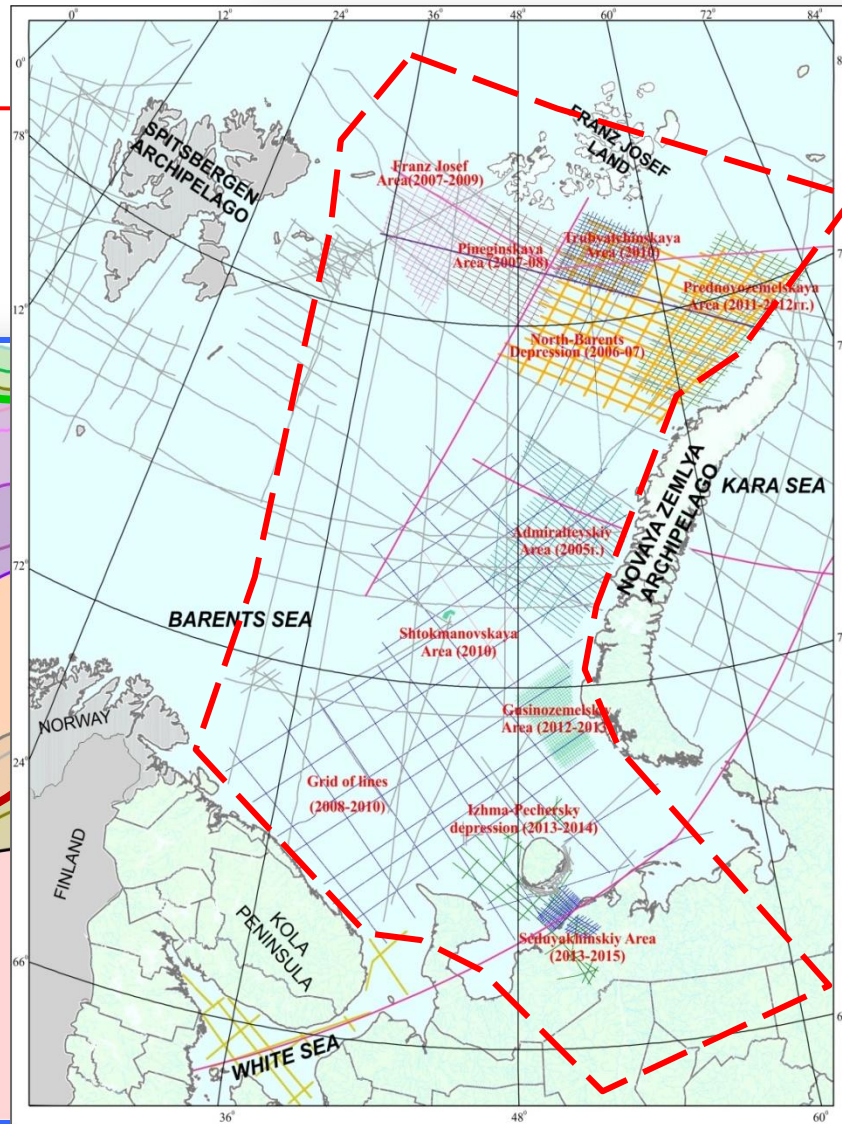 0°
12°
24°
36°
48°
60°
72°
84°
0°
78°
12°
72°
24°
66°
36°
48°
60°
SPITSBERGEN
ARCHIPELAGO
FRANZ JOSEF
LAND
Franz Josef
Area(2007-2009)
Pineginskaya
Area (2007-08)
Trubyatchinskaya
Area (2010)
Prednovozemelskaya
Area (2011-2012гг.)
North-Barents
Depression (2006-07)
NOVAYA ZEMLYA
ARCHIPELAGO
KARA SEA
Admiralteyskiy
Area (2005г.)
BARENTS SEA
Shtokmanovskaya
Area (2010)
NORWAY
Gusinozemelskiy
Area (2012-2013
Grid of lines
(2008-2010)
Izhma-Pechersky
depression (2013-2014)
FINLAND
KOLA
PENINSULA
Seduyakhinskiy Area
(2013-2015)
WHITE SEA